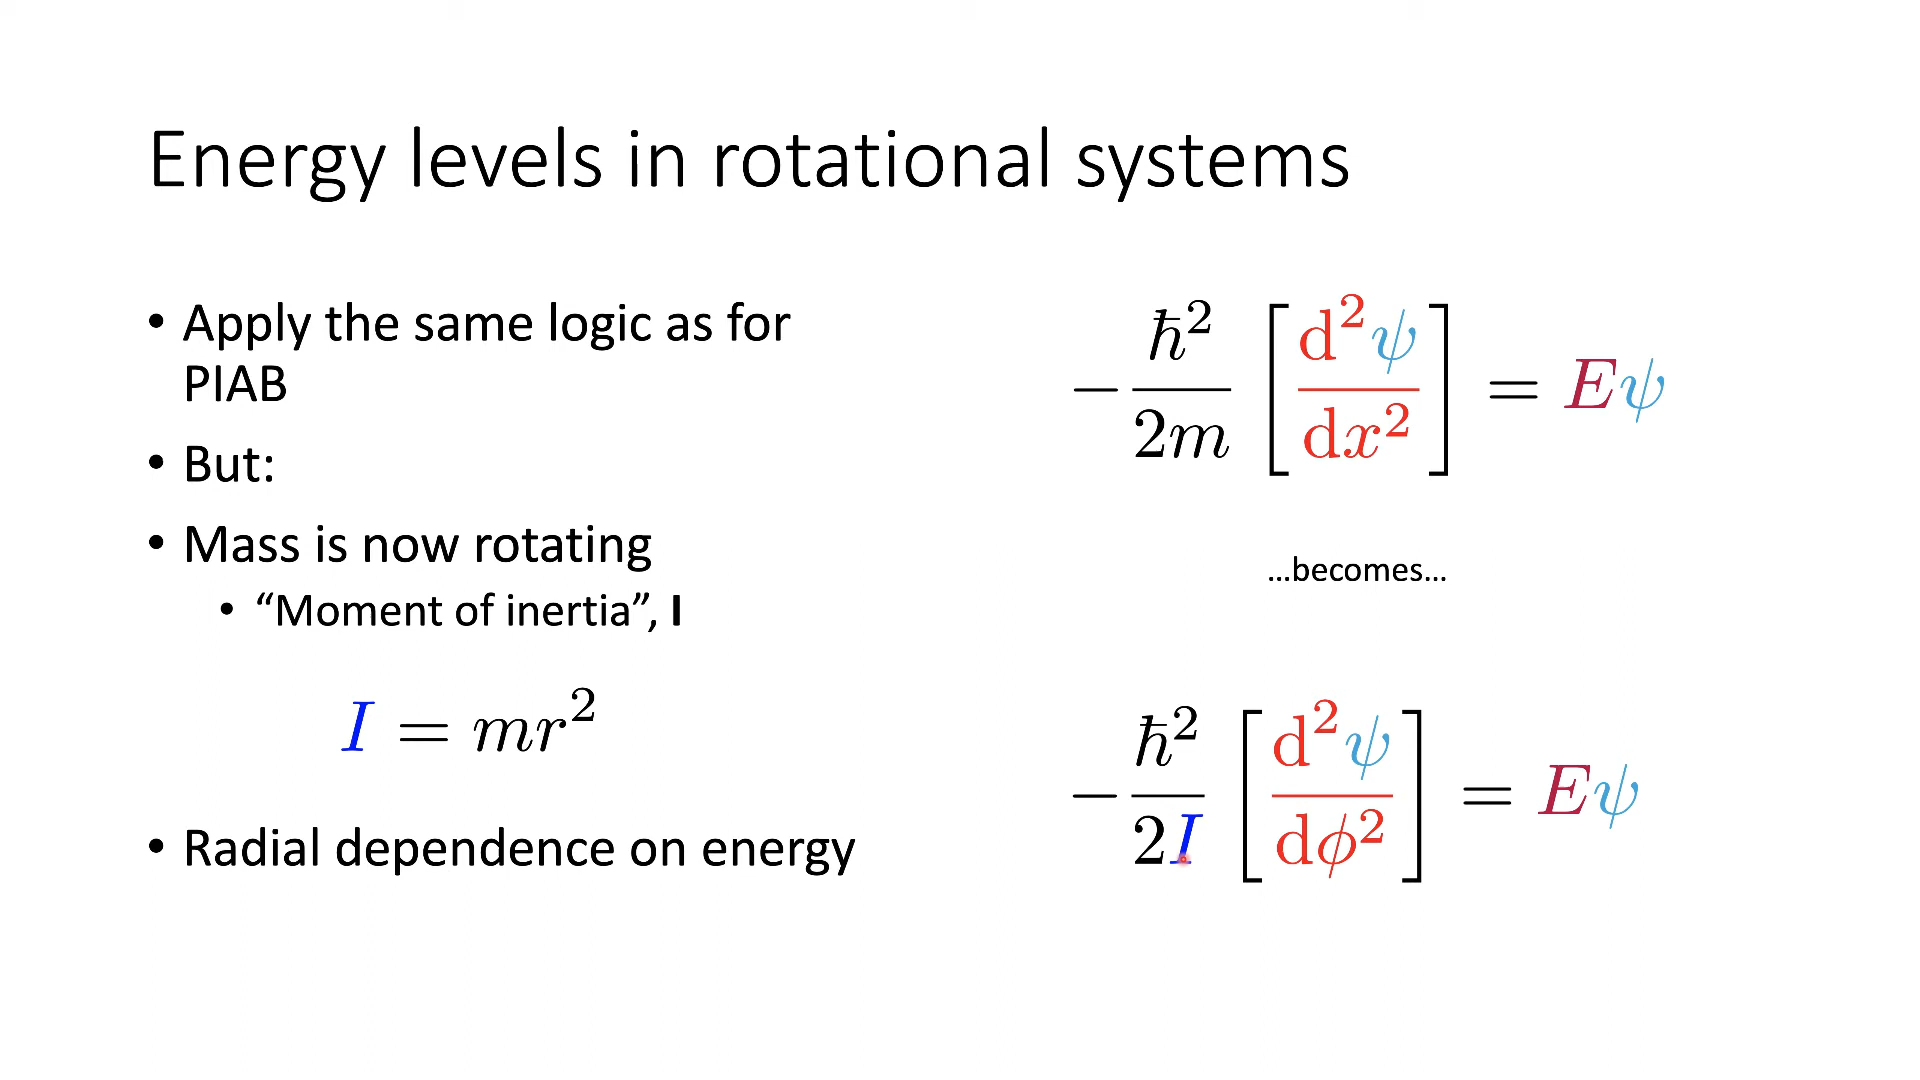 Energy levels in rotational systems
• Apply the same logic as for
PIAB
• But:
• Mass is now rotating
• “Moment of inertia”, I
I = mr²
• Radial dependence on energy
−ħ²/2m [d²ψ/dx²] = Eψ
...becomes...
−ħ²/2I [d²ψ/dϕ²] = Eψ